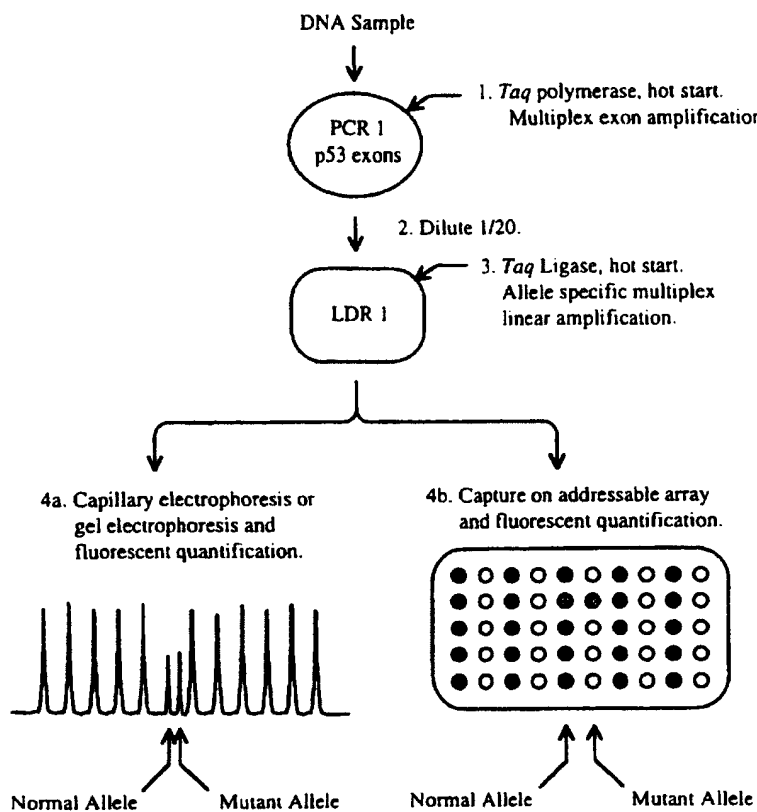 DNA Sample
1. Taq polymerase, hot start.
Multiplex exon amplification
PCR 1
p53 exons
2. Dilute 1/20.
3. Taq Ligase, hot start.
Allele specific multiplex
linear amplification.
LDR 1
4a. Capillary electrophoresis or
gel electrophoresis and
fluorescent quantification.
4b. Capture on addressable array
and fluorescent quantification.
Normal Allele
Mutant Allele
Normal Allele
Mutant Allele